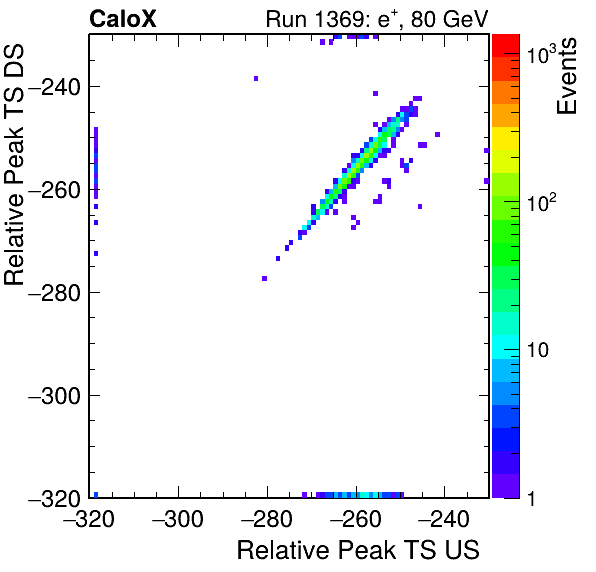 CaloX Run 1369: e⁺, 80 GeV
Relative Peak TS DS
−240
−260
−280
−300
−320
−320 −300 −280 −260 −240
Relative Peak TS US
Events
10³
10²
10
1